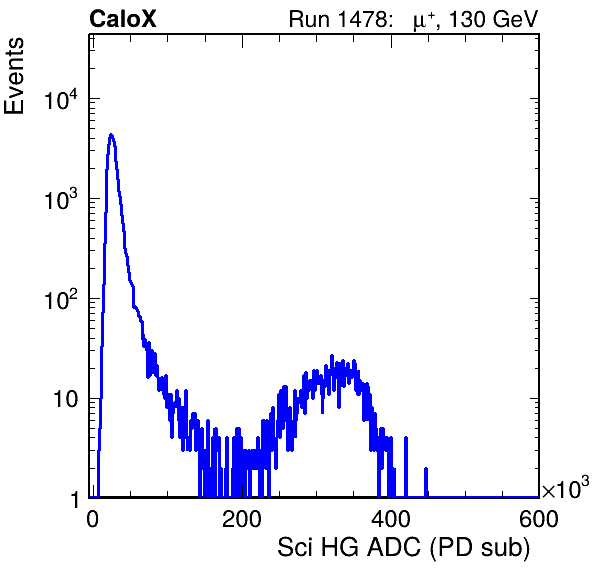 CaloX Run 1478: μ⁺, 130 GeV
Events
10⁴
10³
10²
10
1
0 200 400 600
×10³
Sci HG ADC (PD sub)